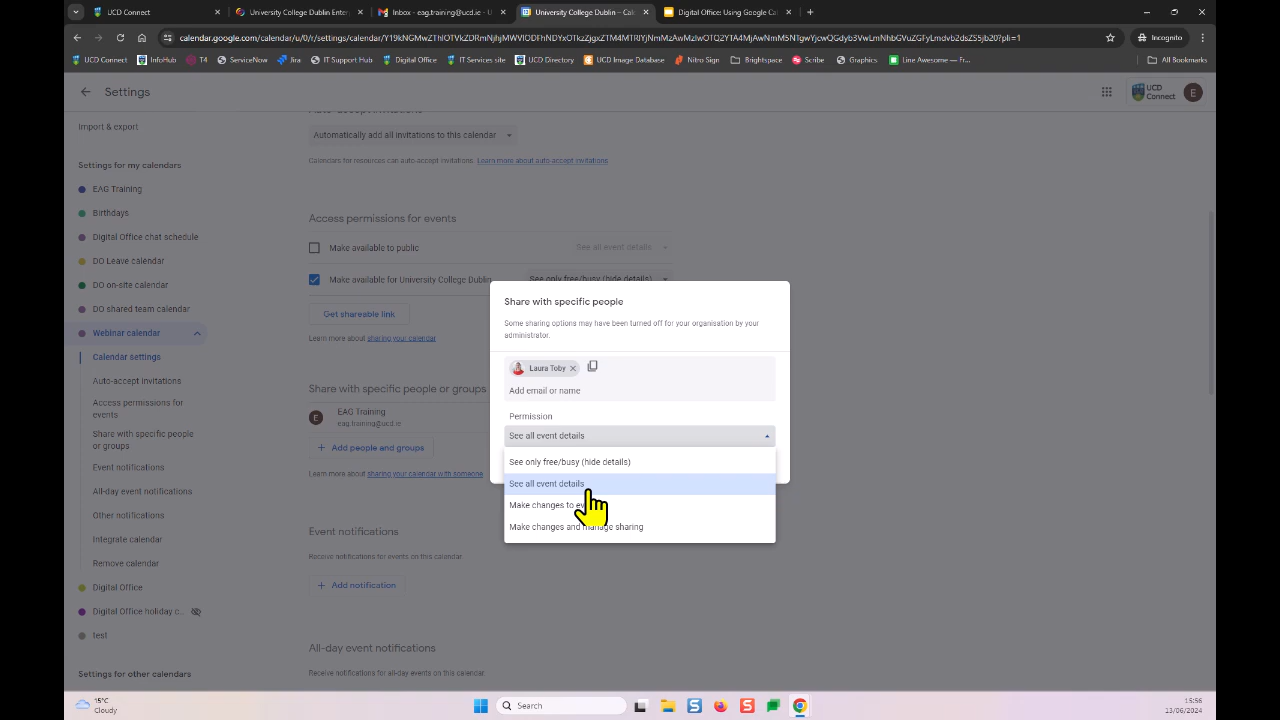 UCD Connect
University College Dublin Enter
Inbox - eag.training@ucd.ie - U
University College Dublin – Cale
Digital Office: Using Google Cal
Incognito
UCD Connect
InfoHub
T4
ServiceNow
Jira
IT Support Hub
Digital Office
IT Services site
UCD Directory
UCD Image Database
Nitro Sign
Brightspace
Scribe
Graphics
Line Awesome — Fr...
All Bookmarks
Settings
UCD Connect
E
Import & export
Settings for my calendars
EAG Training
Birthdays
Digital Office chat schedule
DO Leave calendar
DO on-site calendar
DO shared team calendar
Webinar calendar
Calendar settings
Auto-accept invitations
Access permissions for
events
Share with specific people
or groups
Event notifications
All-day event notifications
Other notifications
Integrate calendar
Remove calendar
Digital Office
Digital Office holiday c...
test
Settings for other calendars
Automatically add all invitations to this calendar
Calendars for resources can auto-accept invitations. Learn more about auto accept invitations
Access permissions for events
Make available to public
See all event details
Make available for University College Dublin
See only free/busy (hide details)
Get shareable link
Learn more about sharing your calendar
Share with specific people or groups
E
EAG Training
eag.training@ucd.ie
+ Add people and groups
Learn more about sharing your calendar with someone
Event notifications
Receive notifications for events on this calendar.
+ Add notification
All-day event notifications
Receive notifications for all-day events on this calendar.
Share with specific people
Some sharing options may have been turned off for your organisation by your
administrator.
Laura Toby
Add email or name
Permission
See all event details
See only free/busy (hide details)
See all event details
Make changes to
Make changes and manage sharing
15°C
Cloudy
Search
15:56
13/06/2024